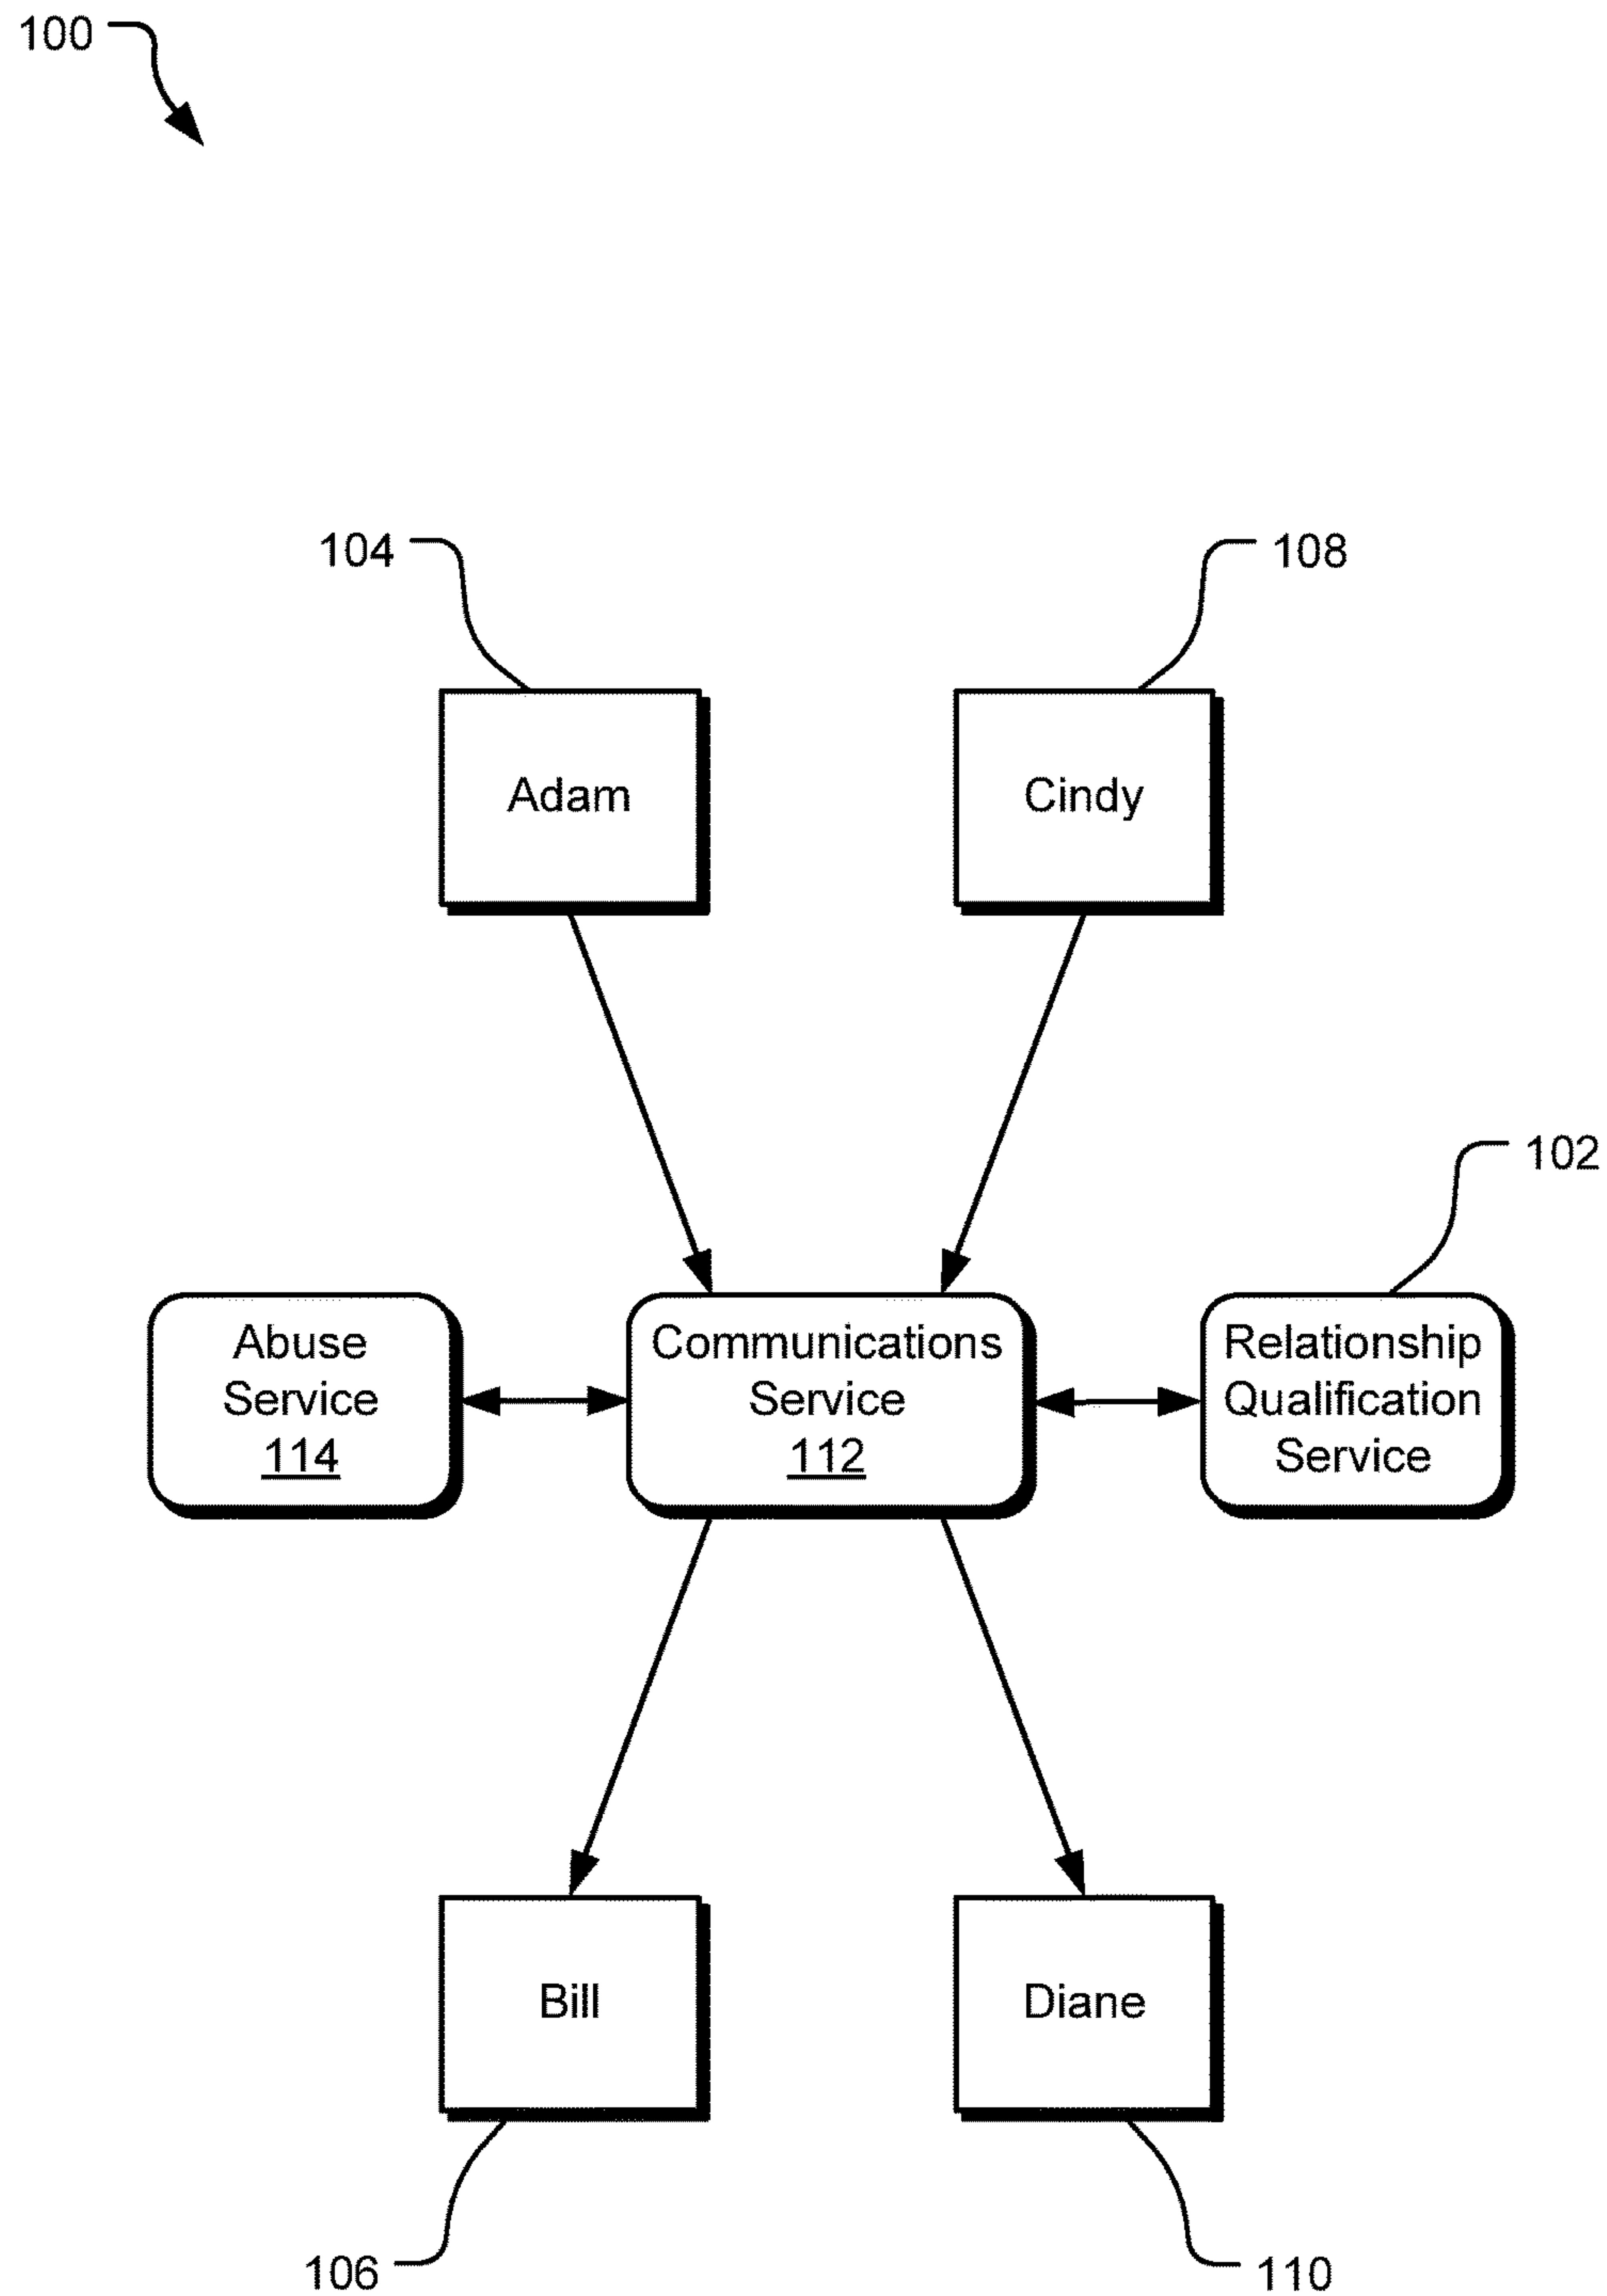 100
104
108
Adam
Cindy
102
Abuse
Service
114
Communications
Service
112
Relationship
Qualification
Service
Bill
Diane
106
110